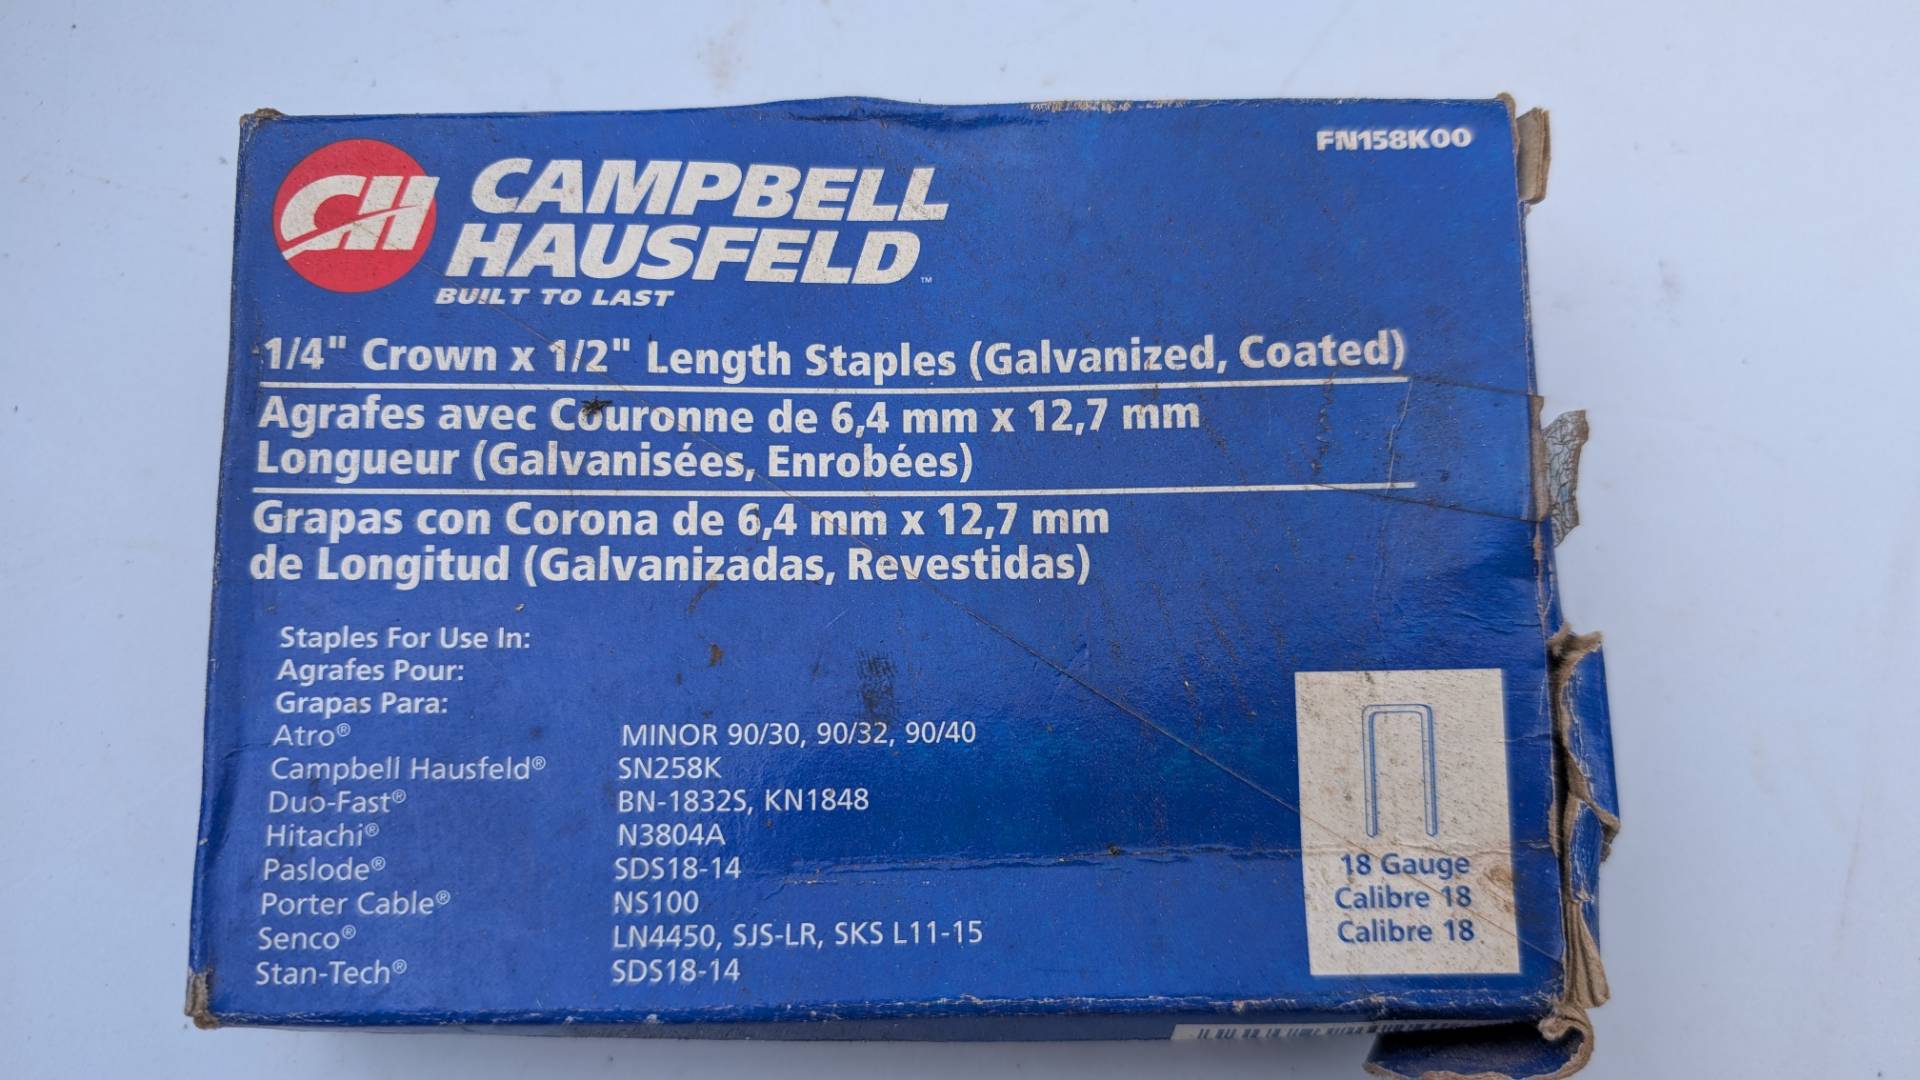 FN158K00
CH
CAMPBELL
HAUSFELD™
BUILT TO LAST
1/4" Crown x 1/2" Length Staples (Galvanized, Coated)
Agrafes avec Couronne de 6,4 mm x 12,7 mm
Longueur (Galvanisées, Enrobées)
Grapas con Corona de 6,4 mm x 12,7 mm
de Longitud (Galvanizadas, Revestidas)
Staples For Use In:
Agrafes Pour:
Grapas Para:
Atro® MINOR 90/30, 90/32, 90/40
Campbell Hausfeld® SN258K
Duo-Fast® BN-1832S, KN1848
Hitachi® N3804A
Paslode® SDS18-14
Porter Cable® NS100
Senco® LN4450, SJS-LR, SKS L11-15
Stan-Tech® SDS18-14
18 Gauge
Calibre 18
Calibre 18